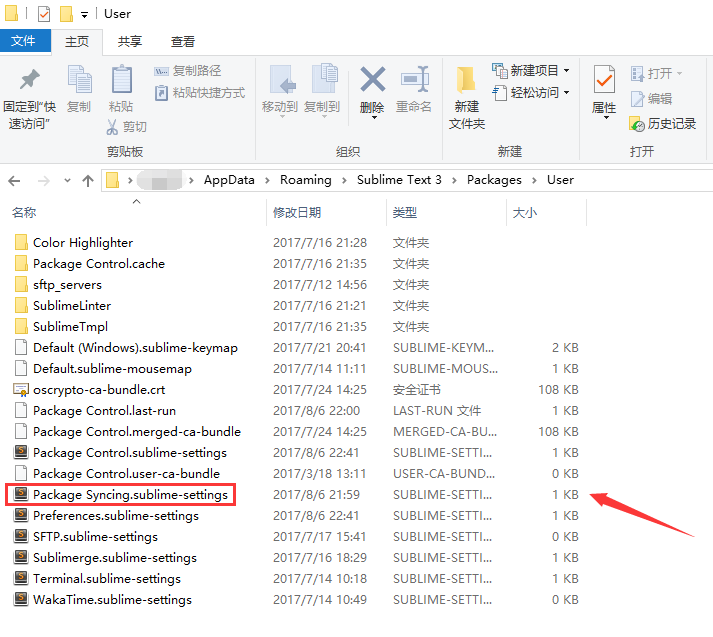 User
文件 主页 共享 查看
固定到“快速访问” 复制 粘贴 复制路径 粘贴快捷方式 剪切
移动到 复制到 删除 重命名
新建文件夹 新建项目 轻松访问
属性 打开 编辑 历史记录
剪贴板 组织 新建 打开
AppData Roaming Sublime Text 3 Packages User
名称 修改日期 类型 大小
Color Highlighter 2017/7/16 21:28 文件夹
Package Control.cache 2017/7/16 21:35 文件夹
sftp_servers 2017/7/12 14:56 文件夹
SublimeLinter 2017/7/16 21:21 文件夹
SublimeTmpl 2017/7/16 21:35 文件夹
Default (Windows).sublime-keymap 2017/7/21 20:41 SUBLIME-KEYM... 2 KB
Default.sublime-mousemap 2017/7/14 11:11 SUBLIME-MOUS... 1 KB
oscrypto-ca-bundle.crt 2017/7/24 14:25 安全证书 108 KB
Package Control.last-run 2017/8/6 22:00 LAST-RUN 文件 1 KB
Package Control.merged-ca-bundle 2017/7/24 14:25 MERGED-CA-BU... 108 KB
Package Control.sublime-settings 2017/8/6 22:41 SUBLIME-SETTI... 1 KB
Package Control.user-ca-bundle 2017/3/18 13:11 USER-CA-BUND... 0 KB
Package Syncing.sublime-settings 2017/8/6 21:59 SUBLIME-SETTI... 1 KB
Preferences.sublime-settings 2017/8/6 22:41 SUBLIME-SETTI... 1 KB
SFTP.sublime-settings 2017/7/17 15:41 SUBLIME-SETTI... 0 KB
Sublimerge.sublime-settings 2017/7/16 18:29 SUBLIME-SETTI... 1 KB
Terminal.sublime-settings 2017/7/14 10:18 SUBLIME-SETTI... 1 KB
WakaTime.sublime-settings 2017/7/14 10:49 SUBLIME-SETTI... 0 KB